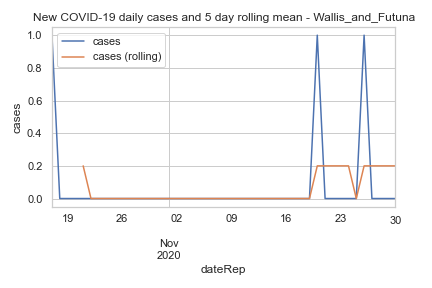 New COVID-19 daily cases and 5 day rolling mean - Wallis_and_Futuna
cases
cases (rolling)
cases
1.0
0.8
0.6
0.4
0.2
0.0
19 26 02 09 16 23 30
Nov
2020
dateRep